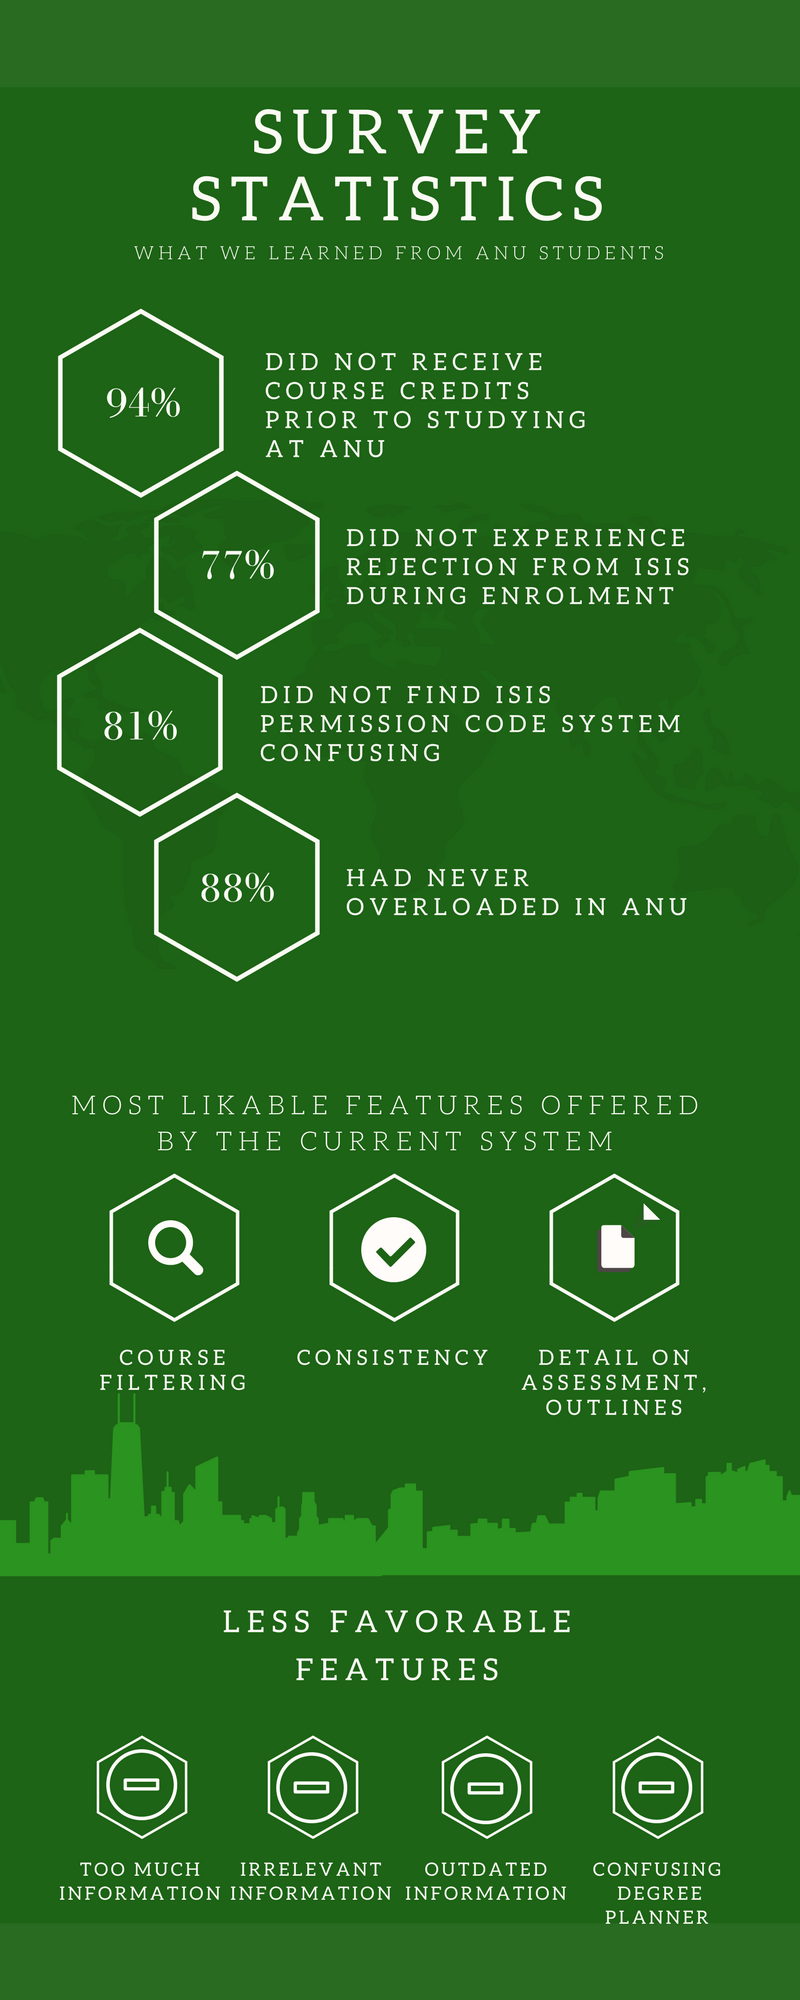 SURVEY
STATISTICS
WHAT WE LEARNED FROM ANU STUDENTS
94%
DID NOT RECEIVE
COURSE CREDITS
PRIOR TO STUDYING
AT ANU
77%
DID NOT EXPERIENCE
REJECTION FROM ISIS
DURING ENROLMENT
81%
DID NOT FIND ISIS
PERMISSION CODE SYSTEM
CONFUSING
88%
HAD NEVER
OVERLOADED IN ANU
MOST LIKABLE FEATURES OFFERED
BY THE CURRENT SYSTEM
COURSE
FILTERING
CONSISTENCY
DETAIL ON
ASSESSMENT,
OUTLINES
LESS FAVORABLE
FEATURES
TOO MUCH
INFORMATION
IRRELEVANT
INFORMATION
OUTDATED
INFORMATION
CONFUSING
DEGREE
PLANNER